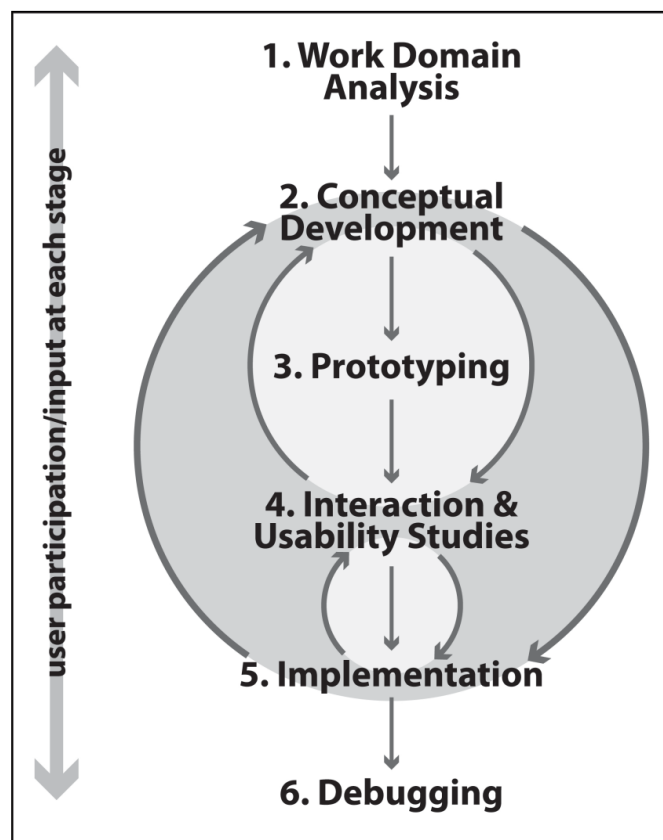 1. Work Domain
Analysis
2. Conceptual
Development
3. Prototyping
4. Interaction &
Usability Studies
5. Implementation
6. Debugging
user participation/input at each stage